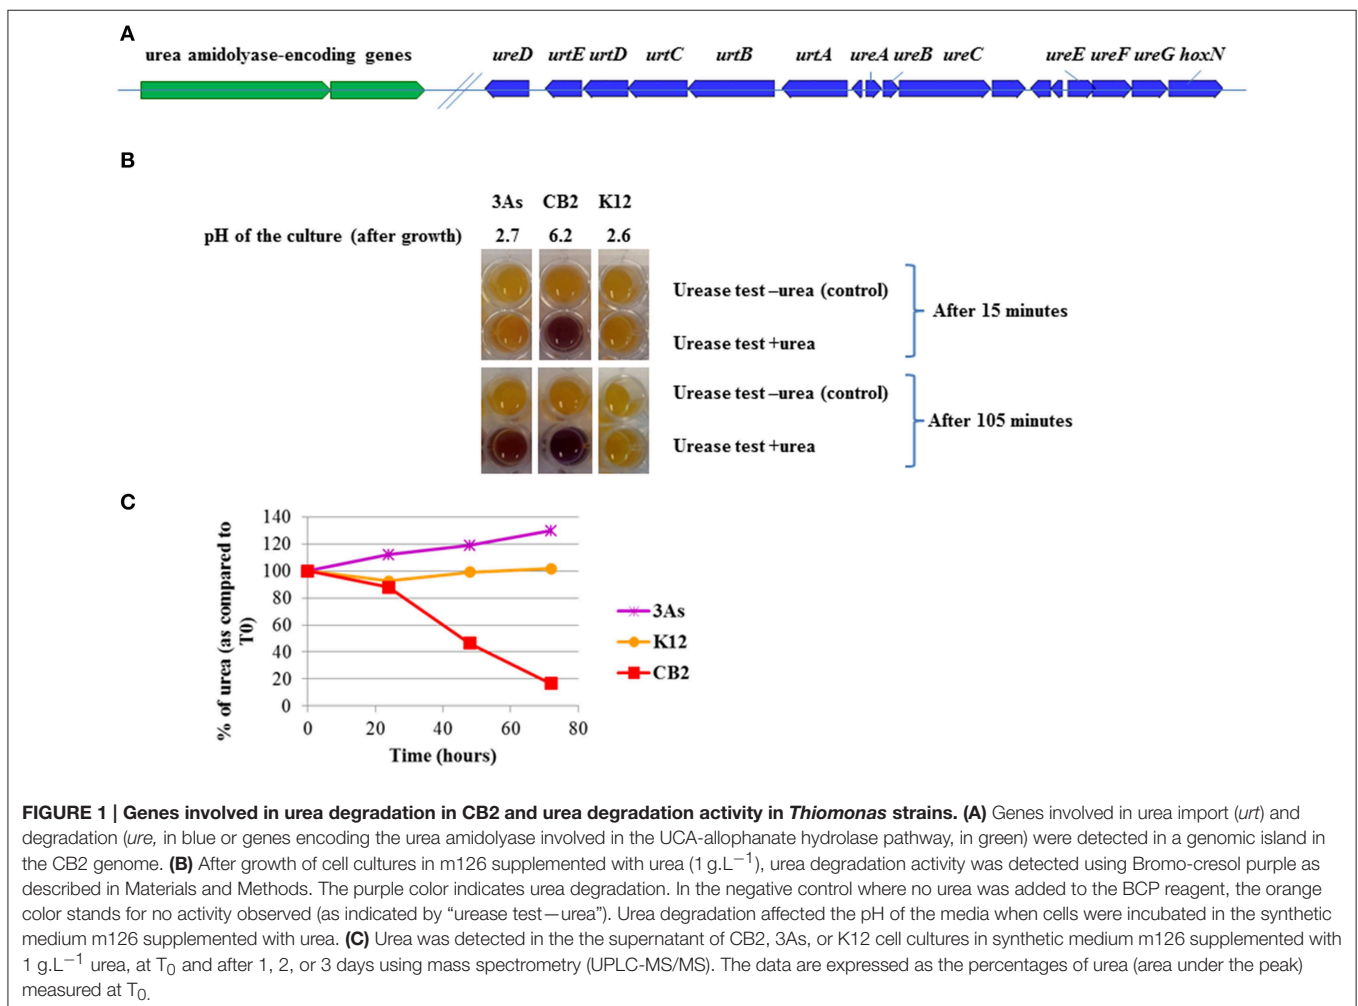 A
urea amidolyase-encoding genes
ureD urtE urtD urtC urtB urtA ureA ureB ureC ureE ureF ureG hoxN
B
3As CB2 K12
pH of the culture (after growth) 2.7 6.2 2.6
Urease test –urea (control)
After 15 minutes
Urease test +urea
Urease test –urea (control)
After 105 minutes
Urease test +urea
C
% of urea (as compared to
T0)
140
120
100
80
60
40
20
0
0 20 40 60 80
Time (hours)
3As
K12
CB2
FIGURE 1 | Genes involved in urea degradation in CB2 and urea degradation activity in Thiomonas strains. (A) Genes involved in urea import (urt) and
degradation (ure, in blue or genes encoding the urea amidolyase involved in the UCA-allophanate hydrolase pathway, in green) were detected in a genomic island in
the CB2 genome. (B) After growth of cell cultures in m126 supplemented with urea (1 g.L−1), urea degradation activity was detected using Bromo-cresol purple as
described in Materials and Methods. The purple color indicates urea degradation. In the negative control where no urea was added to the BCP reagent, the orange
color stands for no activity observed (as indicated by “urease test—urea”). Urea degradation affected the pH of the media when cells were incubated in the synthetic
medium m126 supplemented with urea. (C) Urea was detected in the the supernatant of CB2, 3As, or K12 cell cultures in synthetic medium m126 supplemented with
1 g.L−1 urea, at T0 and after 1, 2, or 3 days using mass spectrometry (UPLC-MS/MS). The data are expressed as the percentages of urea (area under the peak)
measured at T0.